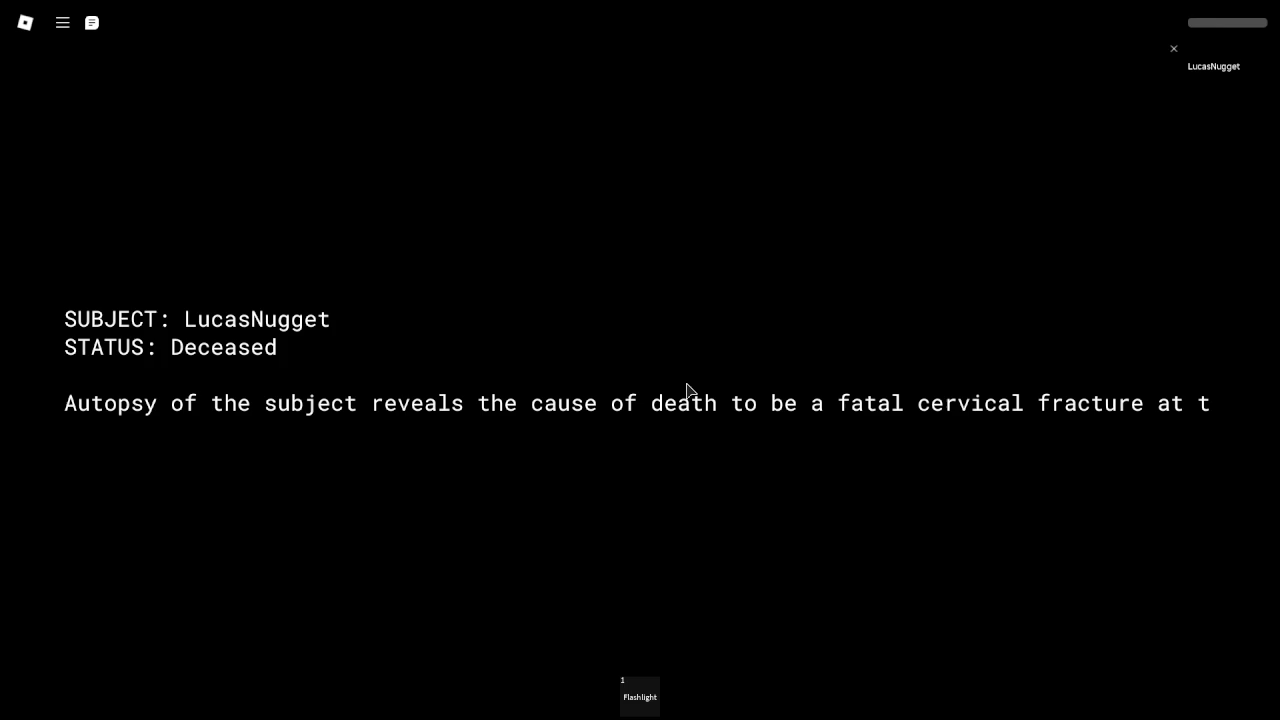 LucasNugget
SUBJECT: LucasNugget
STATUS: Deceased
Autopsy of the subject reveals the cause of death to be a fatal cervical fracture at t
1
Flashlight